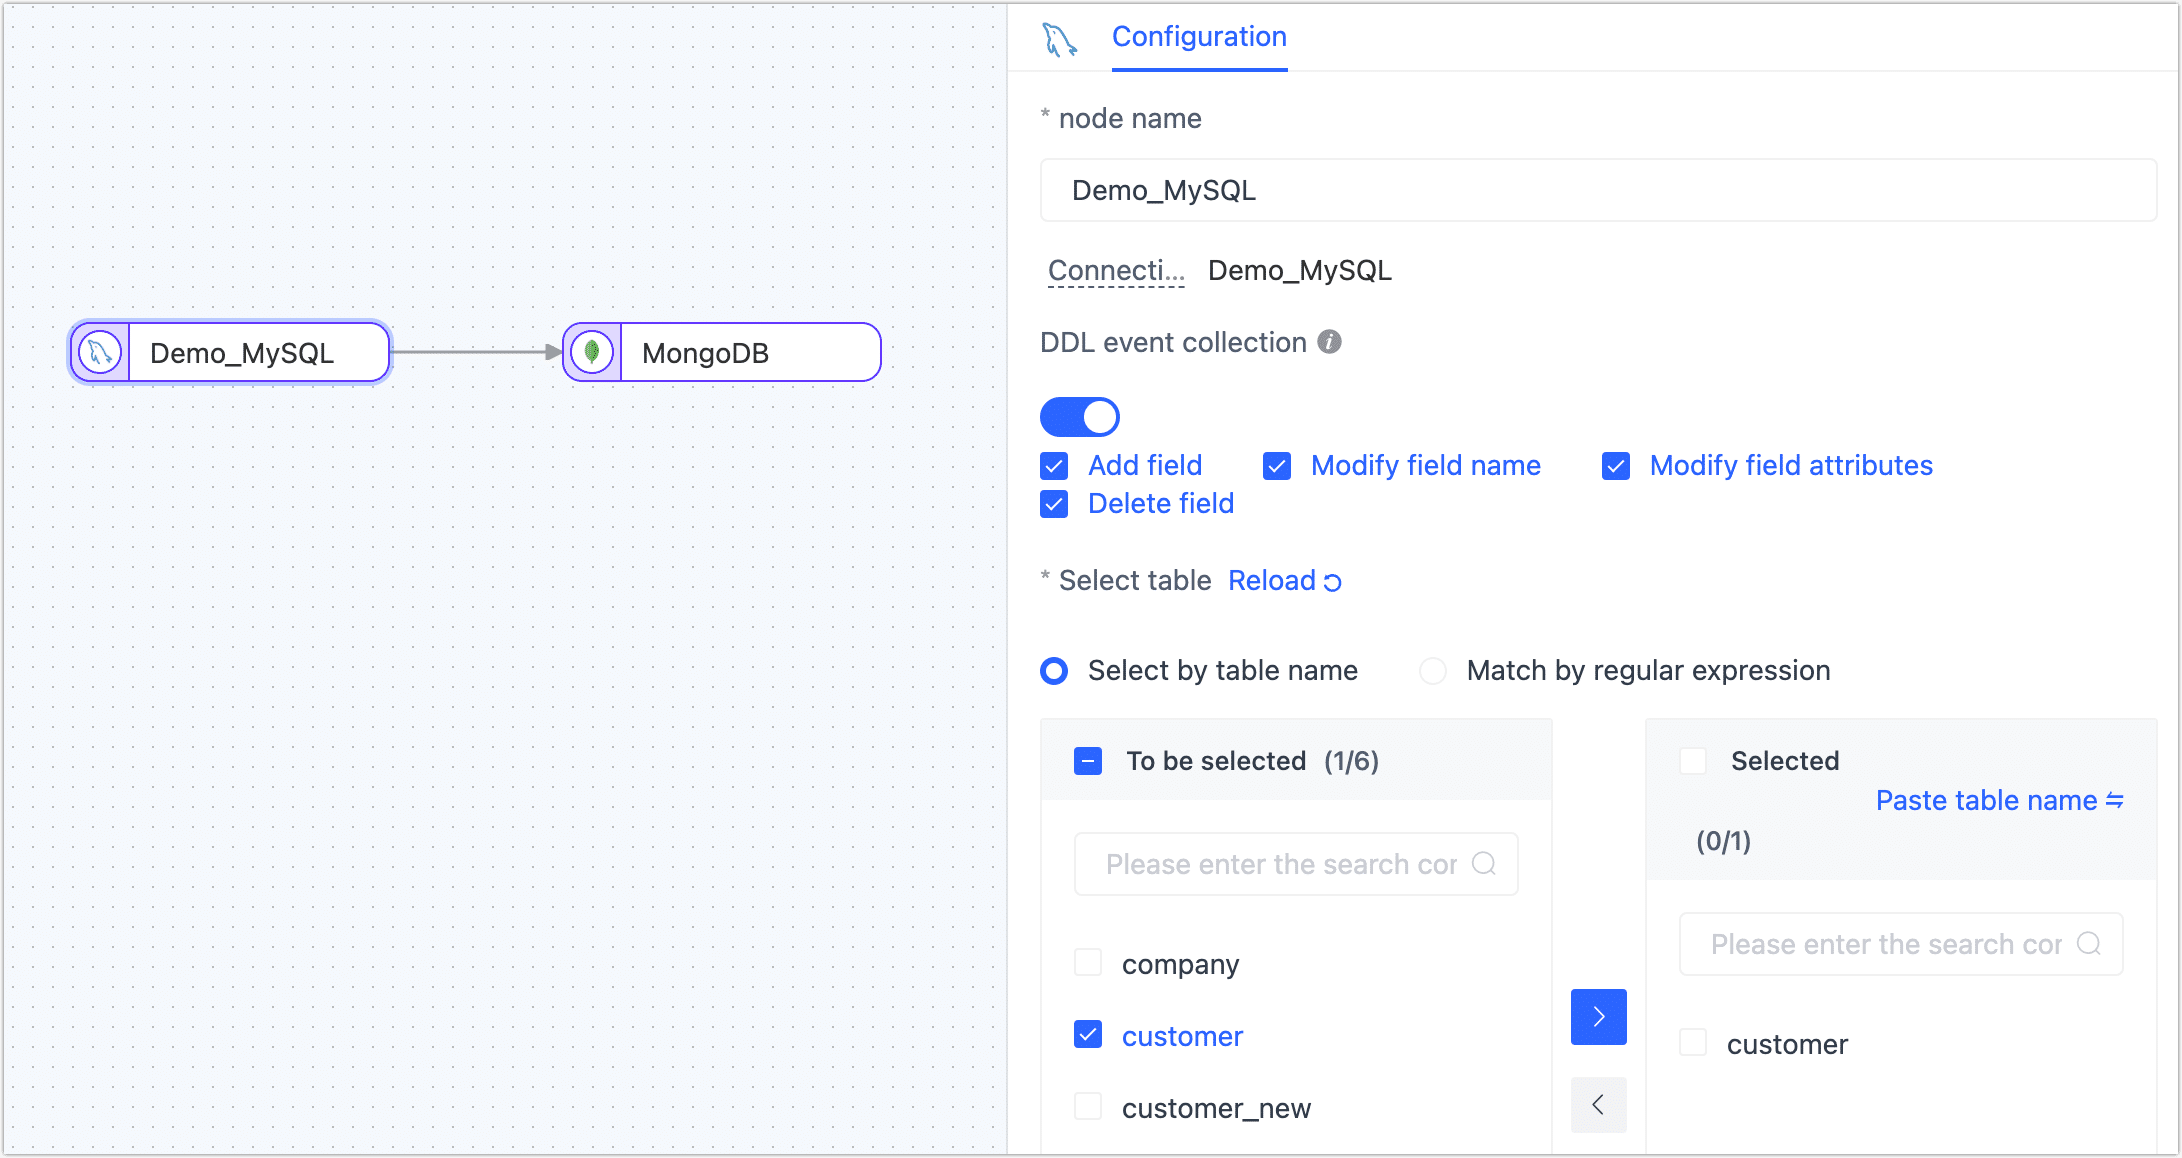 Demo_MySQL
MongoDB
Configuration
* node name
Demo_MySQL
Connecti... Demo_MySQL
DDL event collection
Add field Modify field name Modify field attributes
Delete field
* Select table Reload
Select by table name Match by regular expression
To be selected (1/6)
Please enter the search cor
company
customer
customer_new
Selected
Paste table name
(0/1)
Please enter the search cor
customer